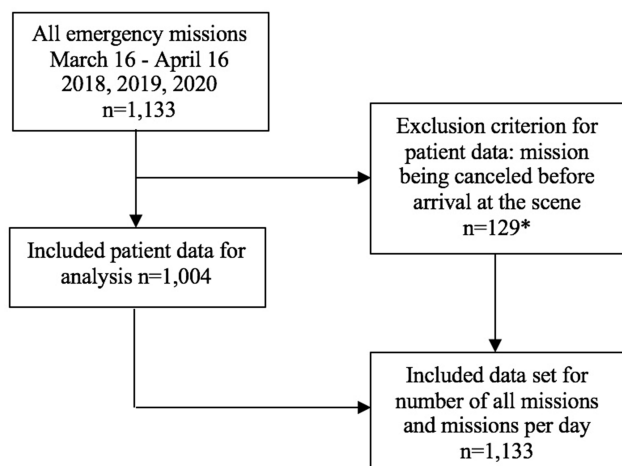 All emergency missions
March 16 - April 16
2018, 2019, 2020
n=1,133
Exclusion criterion for
patient data: mission
being canceled before
arrival at the scene
n=129*
Included patient data for
analysis n=1,004
Included data set for
number of all missions
and missions per day
n=1,133